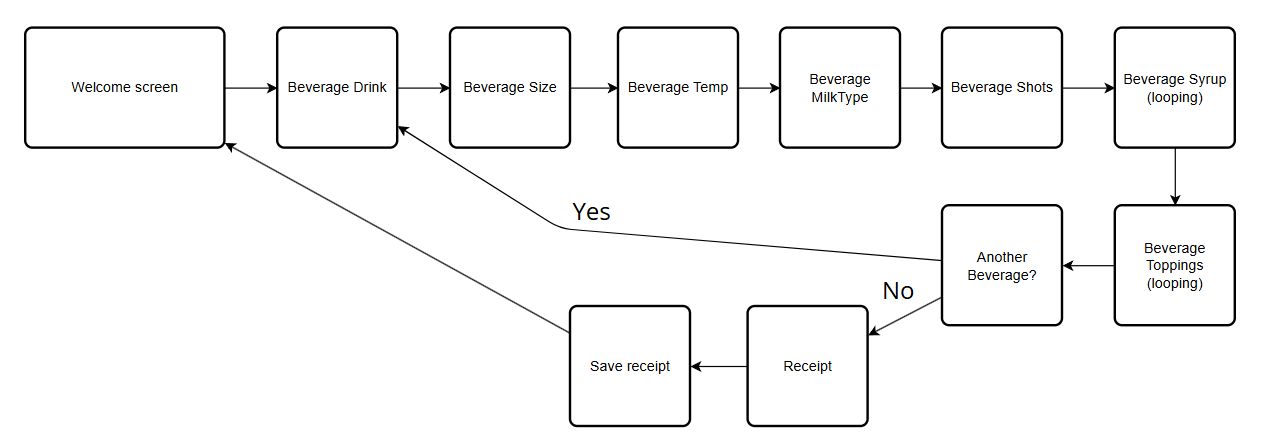 Welcome screen
Beverage Drink
Beverage Size
Beverage Temp
Beverage
MilkType
Beverage Shots
Beverage Syrup
(looping)
Yes
Another
Beverage?
Beverage
Toppings
(looping)
No
Save receipt
Receipt